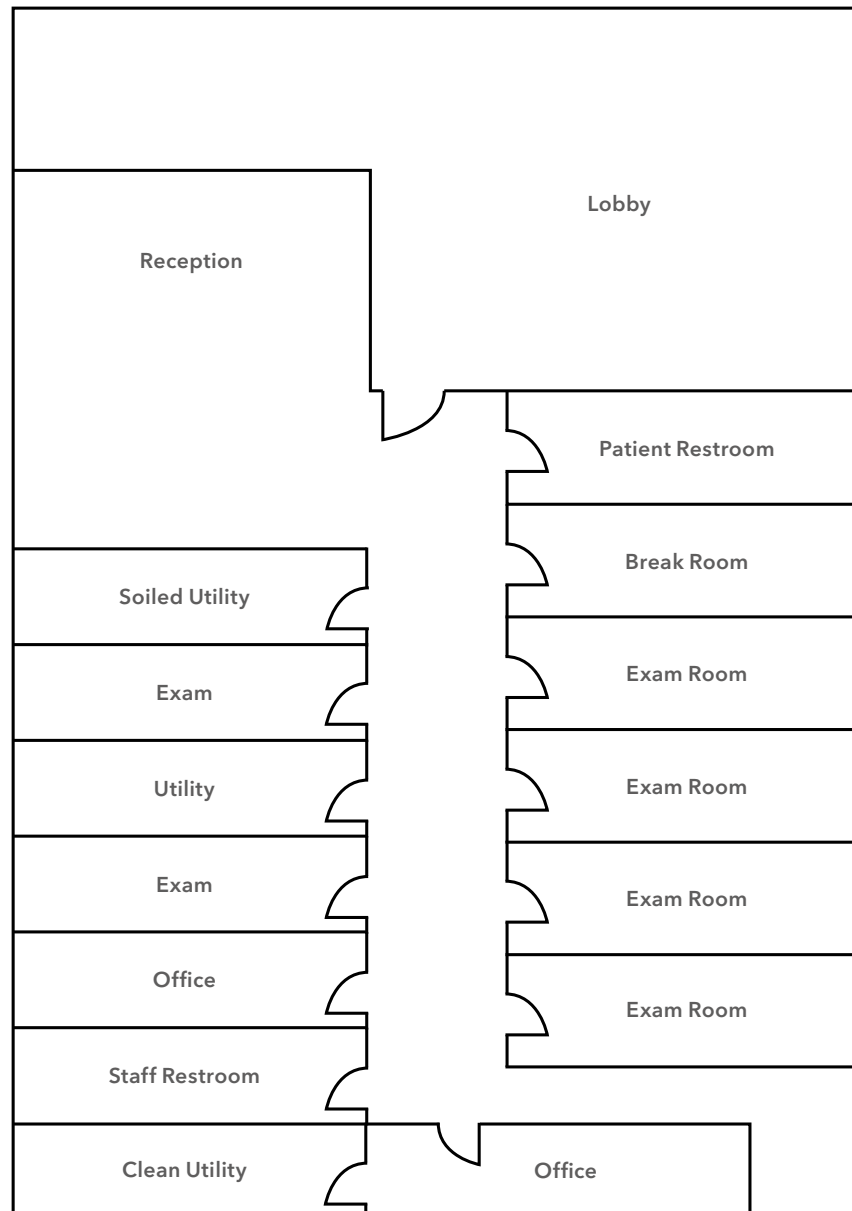 Lobby
Reception
Patient Restroom
Break Room
Soiled Utility
Exam Room
Exam
Exam Room
Utility
Exam
Exam Room
Office
Exam Room
Staff Restroom
Clean Utility
Office